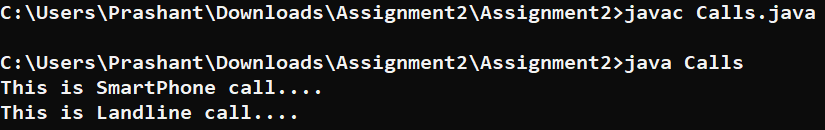 C:\Users\Prashant\Downloads\Assignment2\Assignment2>javac Calls.java
C:\Users\Prashant\Downloads\Assignment2\Assignment2>java Calls
This is SmartPhone call....
This is Landline call....